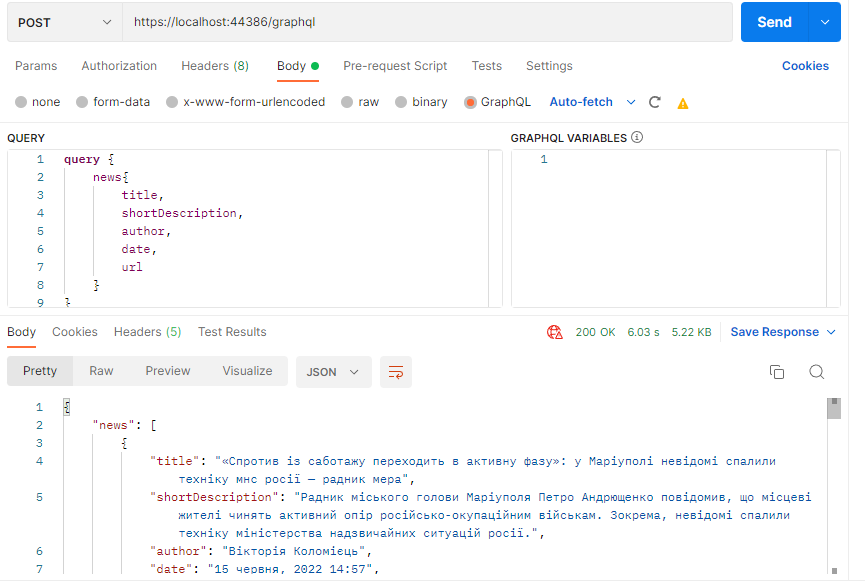 POST https://localhost:44386/graphql Send
Params Authorization Headers (8) Body Pre-request Script Tests Settings Cookies
none form-data x-www-form-urlencoded raw binary GraphQL Auto-fetch
QUERY GRAPHQL VARIABLES
1 query { 1
2 news{
3 title,
4 shortDescription,
5 author,
6 date,
7 url
8 }
9 }
Body Cookies Headers (5) Test Results 200 OK 6.03 s 5.22 KB Save Response
Pretty Raw Preview Visualize JSON
1 {
2 "news": [
3 {
4 "title": "«Спротив із саботажу переходить в активну фазу»: у Маріуполі невідомі спалили
техніку мнс росії — радник мера",
5 "shortDescription": "Радник міського голови Маріуполя Петро Андрющенко повідомив, що місцеві
жителі чинять активний опір російсько-окупаційним військам. Зокрема, невідомі спалили
техніку міністерства надзвичайних ситуацій росії.",
6 "author": "Вікторія Коломієць",
7 "date": "15 червня, 2022 14:57",